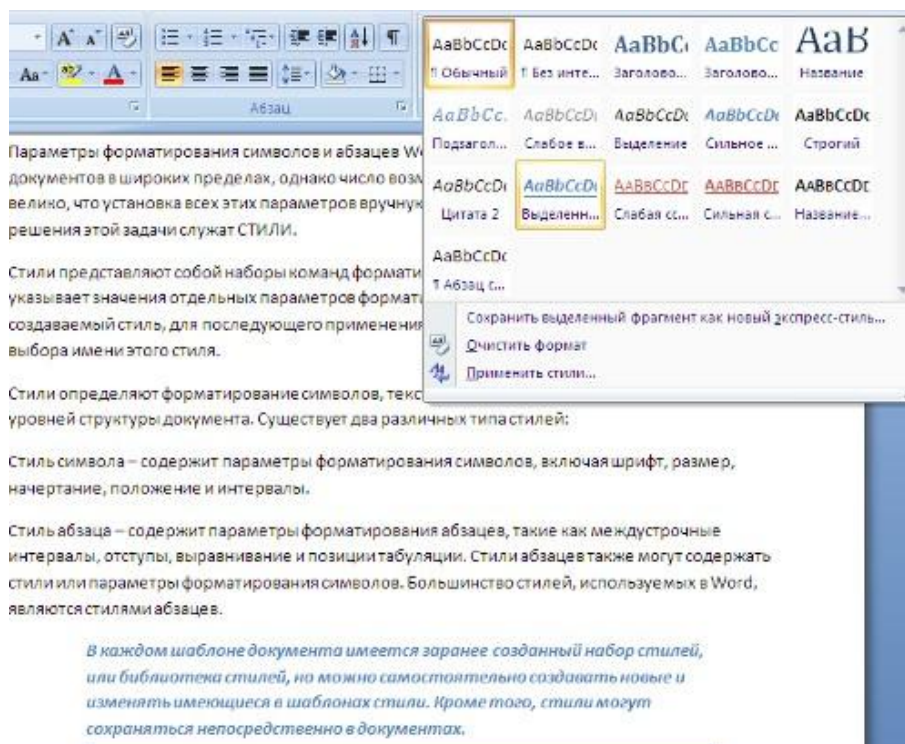 Aa
Абзац
AaBbCcDc AaBbCcDc AaBbCc AaBbCc АаВ
¶ Обычный ¶ Без инте... Заголово... Заголово... Название
AaBbCc. AaBbCcDc AaBbCcDc AaBbCcDc AaBbCcDc
Подзагол... Слабое в... Выделение Сильное ... Строгий
AaBbCcDc AaBbCcDc AaBbCcDc AaBbCcDc AaBbCcDc
Цитата 2 Выделенн... Слабая сс... Сильная с... Название...
AaBbCcDc
¶ Абзац с...
Сохранить выделенный фрагмент как новый экспресс-стиль...
Очистить формат
Применить стили...
Параметры форматирования символов и абзацев
документов в широких пределах, однако число
велико, что установка всех этих параметров вручную
решения этой задачи служат СТИЛИ.
Стили представляют собой наборы команд
указывает значения отдельных параметров
создаваемый стиль, для последующего применения
выбора имени этого стиля.
Стили определяют форматирование символов,
уровней структуры документа. Существует два различных типа стилей:
Стиль символа – содержит параметры форматирования символов, включая шрифт, размер,
начертание, положение и интервалы.
Стиль абзаца – содержит параметры форматирования абзацев, такие как междустрочные
интервалы, отступы, выравнивание и позиции табуляции. Стили абзацев также могут содержать
стили или параметры форматирования символов. Большинство стилей, используемых в Word,
являются стилями абзацев.
В каждом шаблоне документа имеется заранее созданный набор стилей,
или библиотека стилей, но можно самостоятельно создавать новые и
изменять имеющиеся в шаблонах стили. Кроме того, стили могут
сохраняться непосредственно в документах.